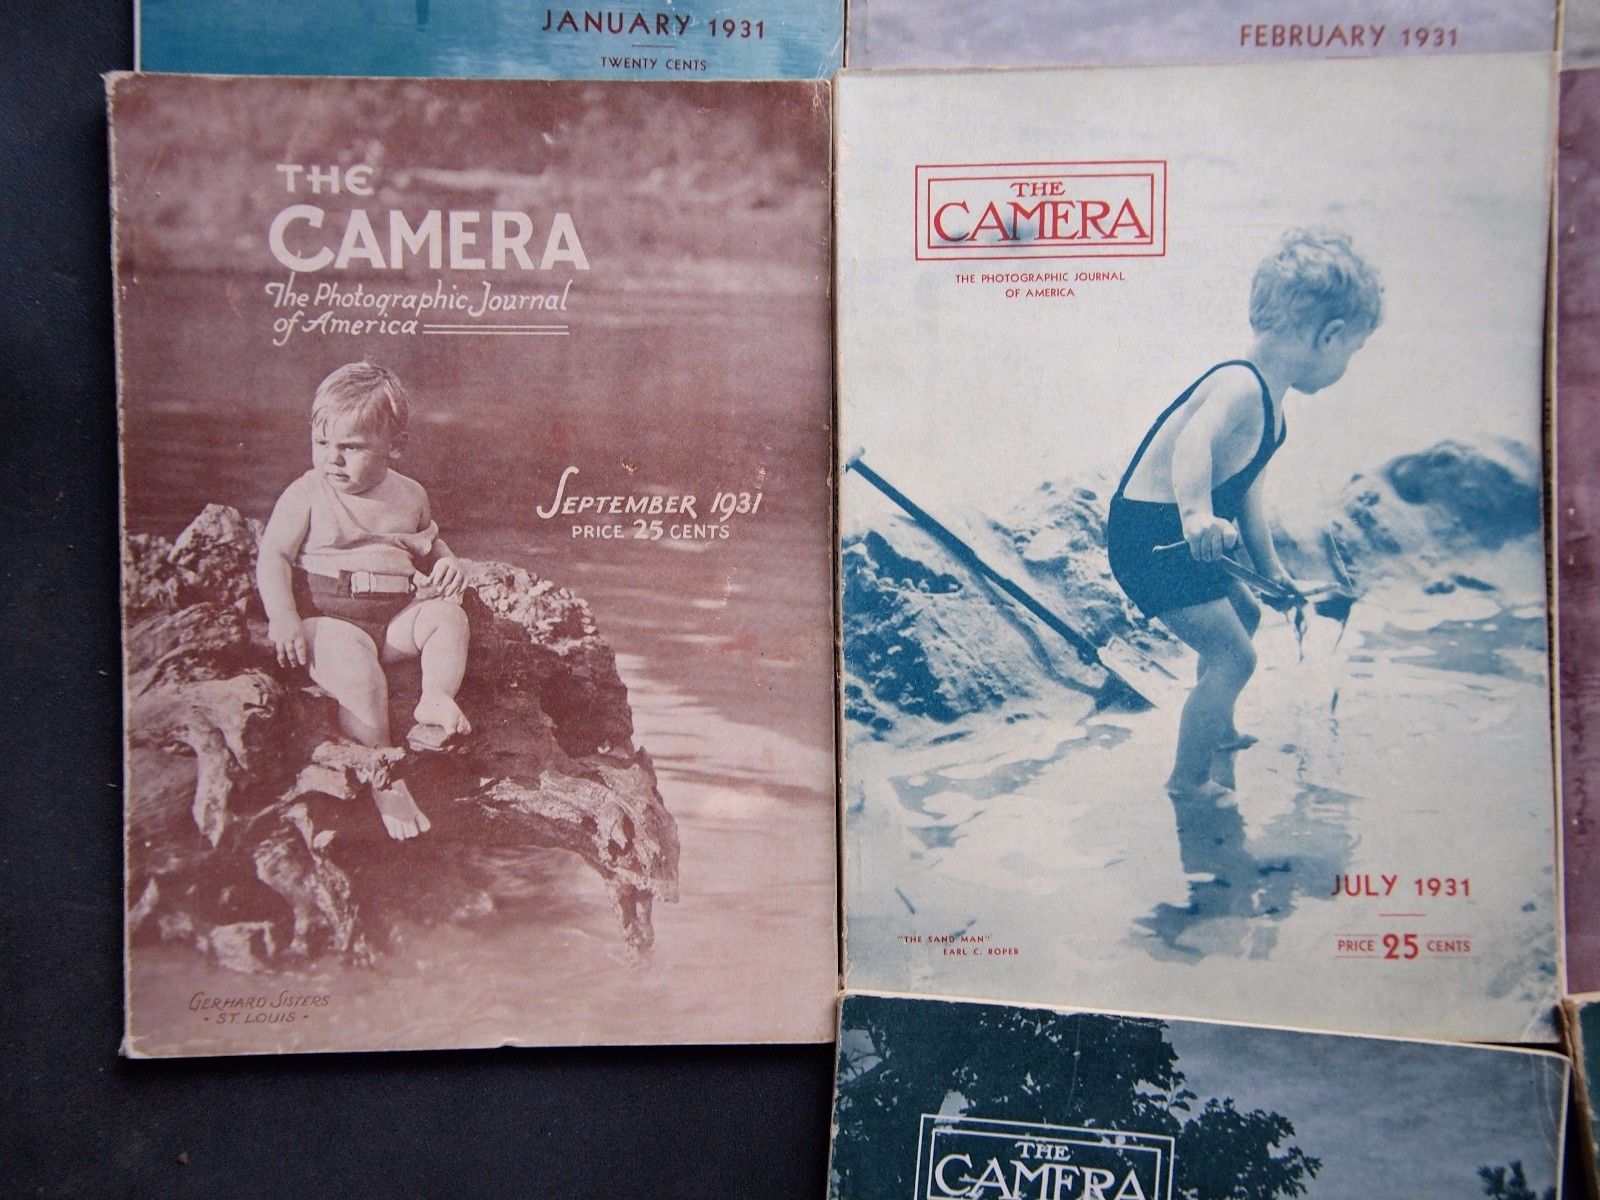 JANUARY 1931
TWENTY CENTS
FEBRUARY 1931
THE
CAMERA
The Photographic Journal
of America
SEPTEMBER 1931
PRICE 25 CENTS
GERHARD SISTERS
- ST. LOUIS -
THE
CAMERA
THE PHOTOGRAPHIC JOURNAL
OF AMERICA
JULY 1931
PRICE 25 CENTS
"THE SAND MAN"
EARL C. ROPER
THE
CAMERA